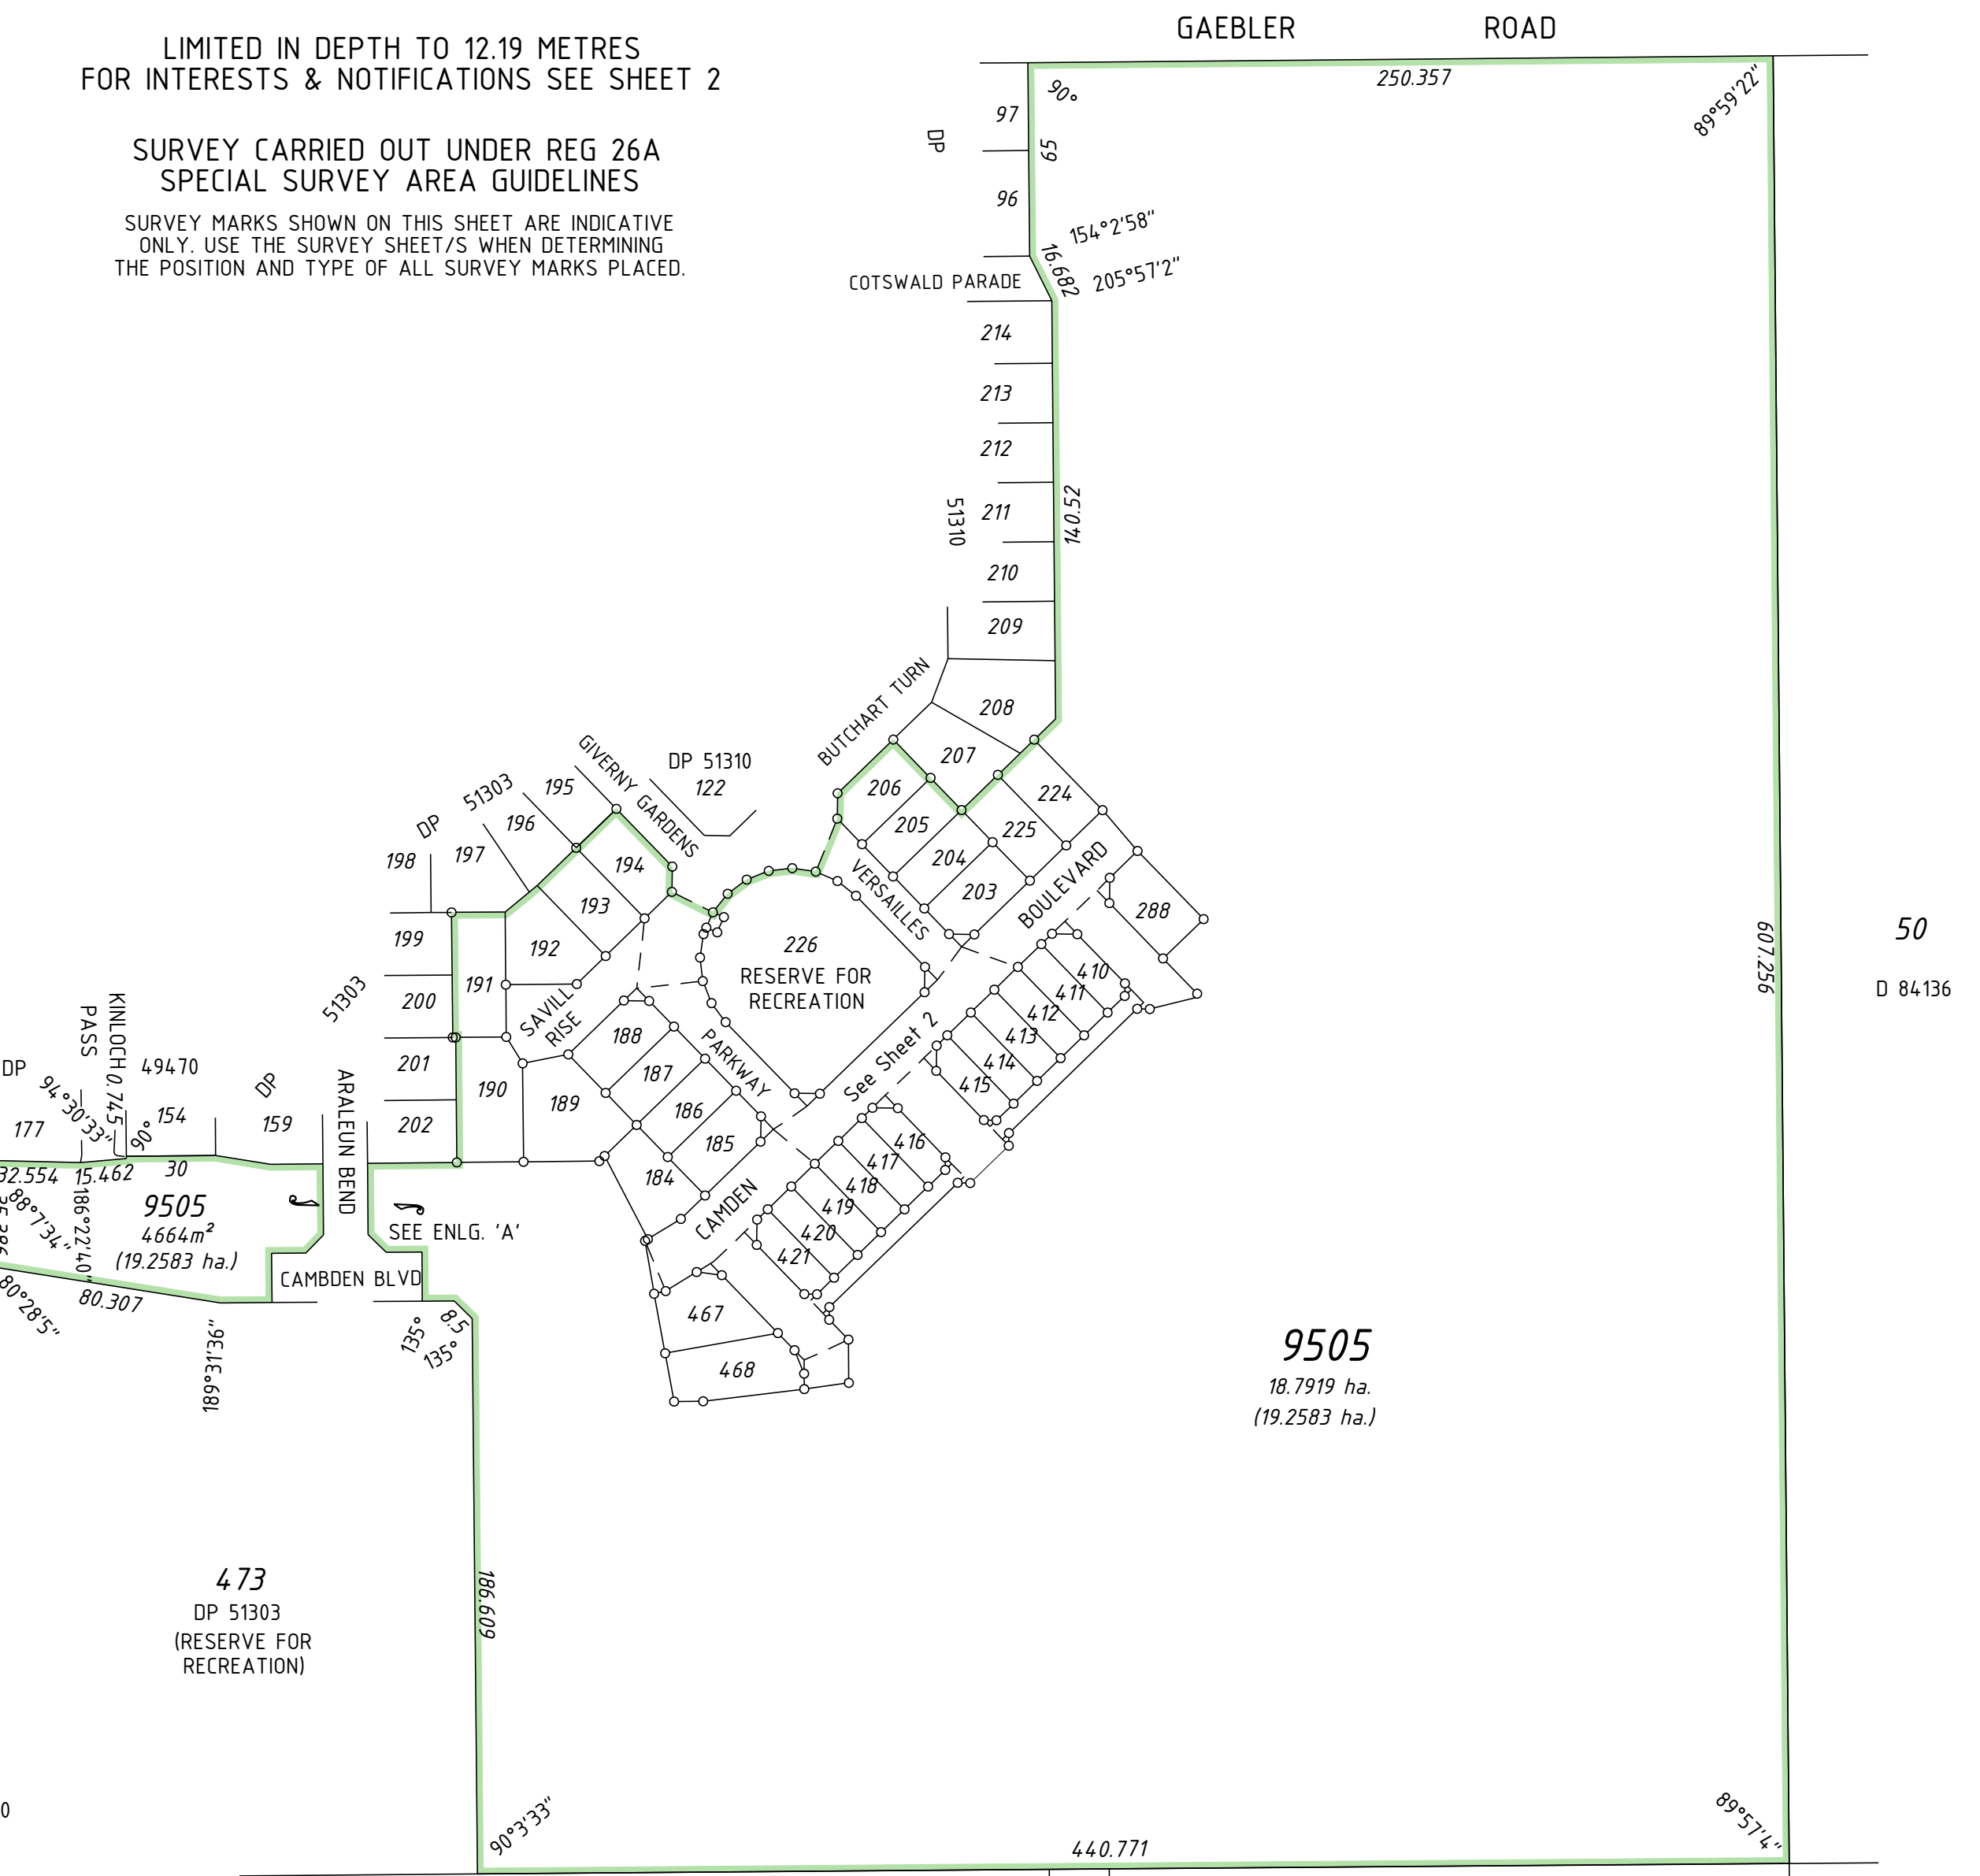 GAEBLER ROAD
LIMITED IN DEPTH TO 12.19 METRES
FOR INTERESTS & NOTIFICATIONS SEE SHEET 2
SURVEY CARRIED OUT UNDER REG 26A
SPECIAL SURVEY AREA GUIDELINES
SURVEY MARKS SHOWN ON THIS SHEET ARE INDICATIVE
ONLY. USE THE SURVEY SHEET/S WHEN DETERMINING
THE POSITION AND TYPE OF ALL SURVEY MARKS PLACED.
250.357
90°
89°59'22"
97
DP
65
96
154°2'58"
16.682
205°57'2"
COTSWALD PARADE
214
213
212
211
51310
140.52
210
209
BUTCHART TURN
208
207
206
205
204
203
224
225
GIVERNY GARDENS
DP 51310
122
195
51303
196
DP
197
198
194
193
192
191
199
200
51303
201
202
190
189
SAVILL
RISE
188
187
186
185
184
PARKWAY
226
RESERVE FOR
RECREATION
VERSAILLES
BOULEVARD
288
See Sheet 2
CAMDEN
410
411
412
413
414
415
416
417
418
419
420
421
467
468
607.256
50
D 84136
KINLOCH
PASS
0.745
49470
DP
94°30'33"
90°
154
177
DP
159
ARALEUN BEND
32.554
15.462
30
88°7'34"
186°22'40"
9505
4664m²
(19.2583 ha.)
SEE ENLG. 'A'
CAMBDEN BLVD
80°28'5"
80.307
189°31'36"
135°
8.5
135°
9505
18.7919 ha.
(19.2583 ha.)
473
DP 51303
(RESERVE FOR
RECREATION)
186.609
90°3'33"
440.771
89°57'4"
0